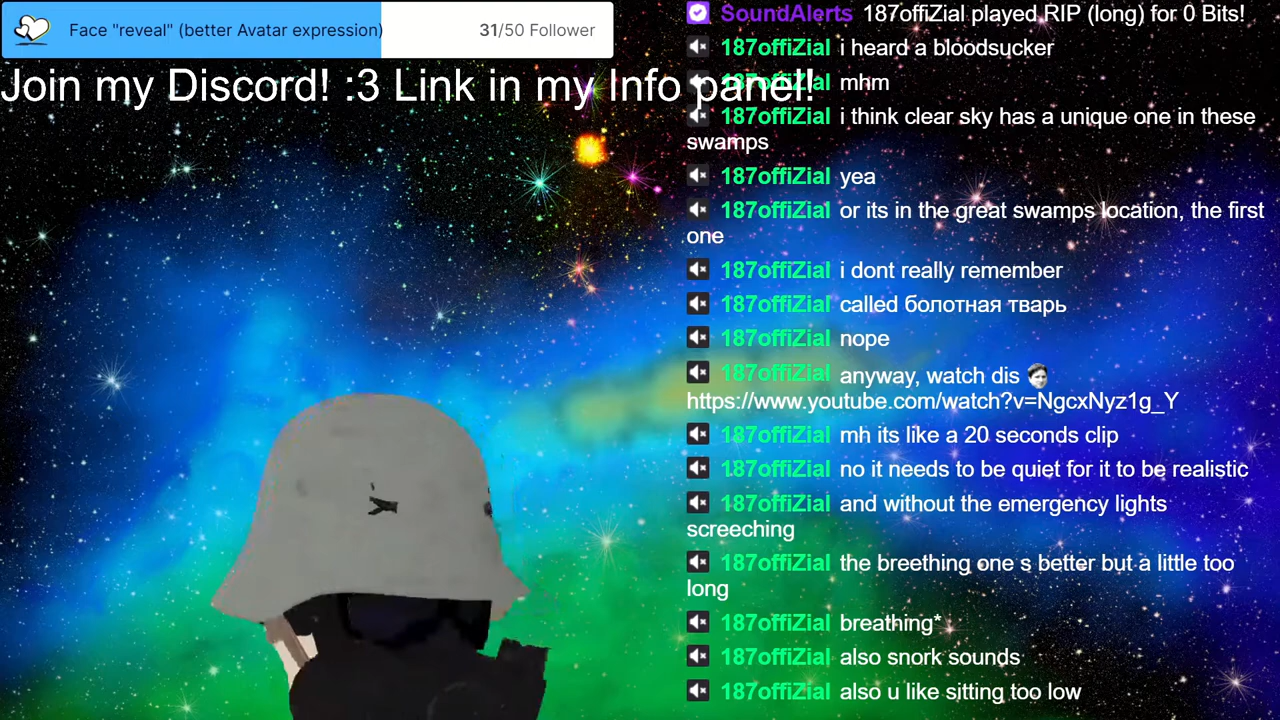 Face "reveal" (better Avatar expression)
31/50 Follower
Join my Discord! :3 Link in my Info panel!
SoundAlerts 187offiZial played RIP (long) for 0 Bits!
187offiZial i heard a bloodsucker
187offiZial mhm
187offiZial i think clear sky has a unique one in these
swamps
187offiZial yea
187offiZial or its in the great swamps location, the first
one
187offiZial i dont really remember
187offiZial called болотная тварь
187offiZial nope
187offiZial anyway, watch dis
https://www.youtube.com/watch?v=NgcxNyz1g_Y
187offiZial mh its like a 20 seconds clip
187offiZial no it needs to be quiet for it to be realistic
187offiZial and without the emergency lights
screeching
187offiZial the breething one s better but a little too
long
187offiZial breathing*
187offiZial also snork sounds
187offiZial also u like sitting too low